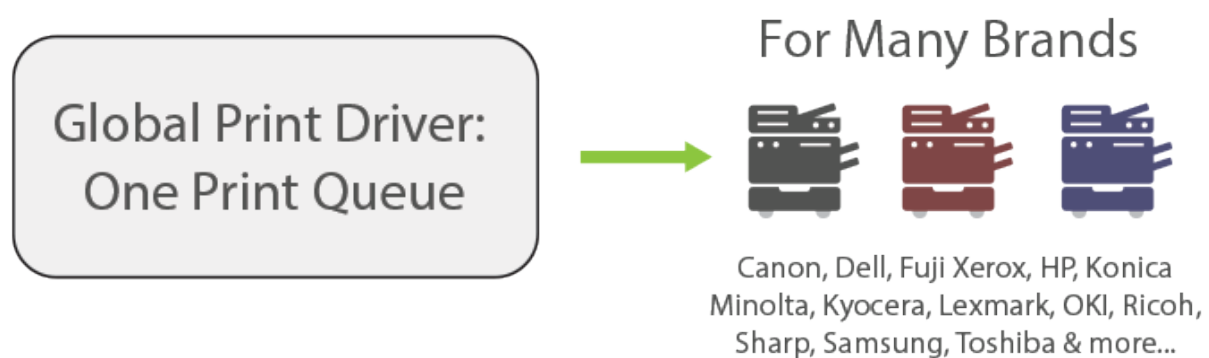 Global Print Driver:
One Print Queue
For Many Brands
Canon, Dell, Fuji Xerox, HP, Konica
Minolta, Kyocera, Lexmark, OKI, Ricoh,
Sharp, Samsung, Toshiba & more...